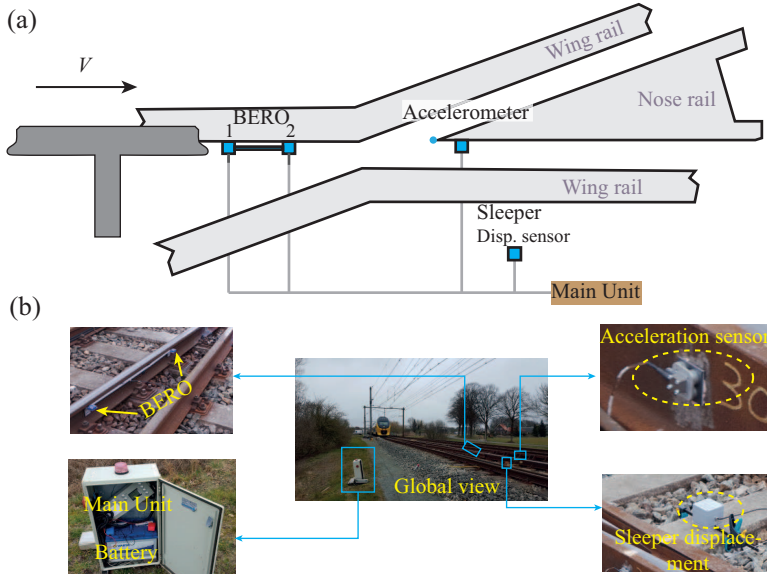 (a)
V
Wing rail
BERO
1 2
Accelerometer
Nose rail
Wing rail
Sleeper
Disp. sensor
Main Unit
(b)
BERO
Acceleration sensor
30
Main Unit
Battery
Global view
Sleeper displace-
ment